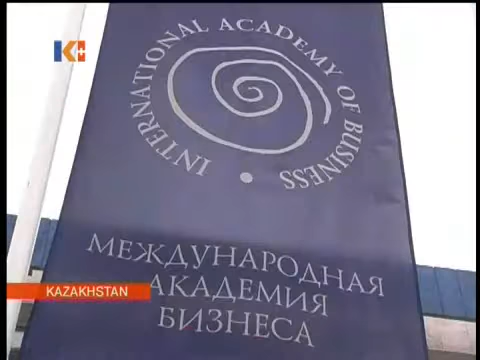 K+
INTERNATIONAL ACADEMY OF BUSINESS
МЕЖДУНАРОДНАЯ
АКАДЕМИЯ
БИЗНЕСА
KAZAKHSTAN